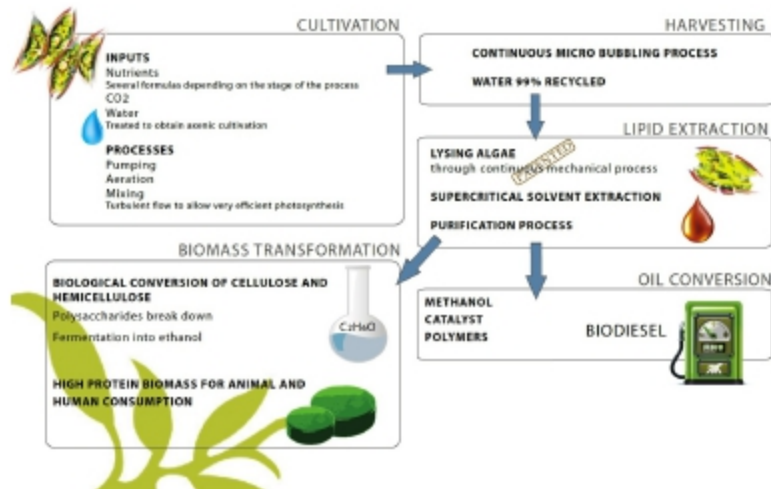 CULTIVATION
INPUTS
Nutrients
Several formulas depending on the stage of the process
CO2
Water
Treated to obtain axenic cultivation
PROCESSES
Pumping
Aeration
Mixing
Turbulent flow to allow very efficient photosynthesis
HARVESTING
CONTINUOUS MICRO BUBBLING PROCESS
WATER 99% RECYCLED
LIPID EXTRACTION
LYSING ALGAE
through continuous mechanical process
PATENTED
SUPERCRITICAL SOLVENT EXTRACTION
PURIFICATION PROCESS
BIOMASS TRANSFORMATION
BIOLOGICAL CONVERSION OF CELLULOSE AND
HEMICELLULOSE
Polysaccharides break down
Fermentation into ethanol
C2H6O
HIGH PROTEIN BIOMASS FOR ANIMAL AND
HUMAN CONSUMPTION
OIL CONVERSION
METHANOL
CATALYST
POLYMERS
BIODIESEL